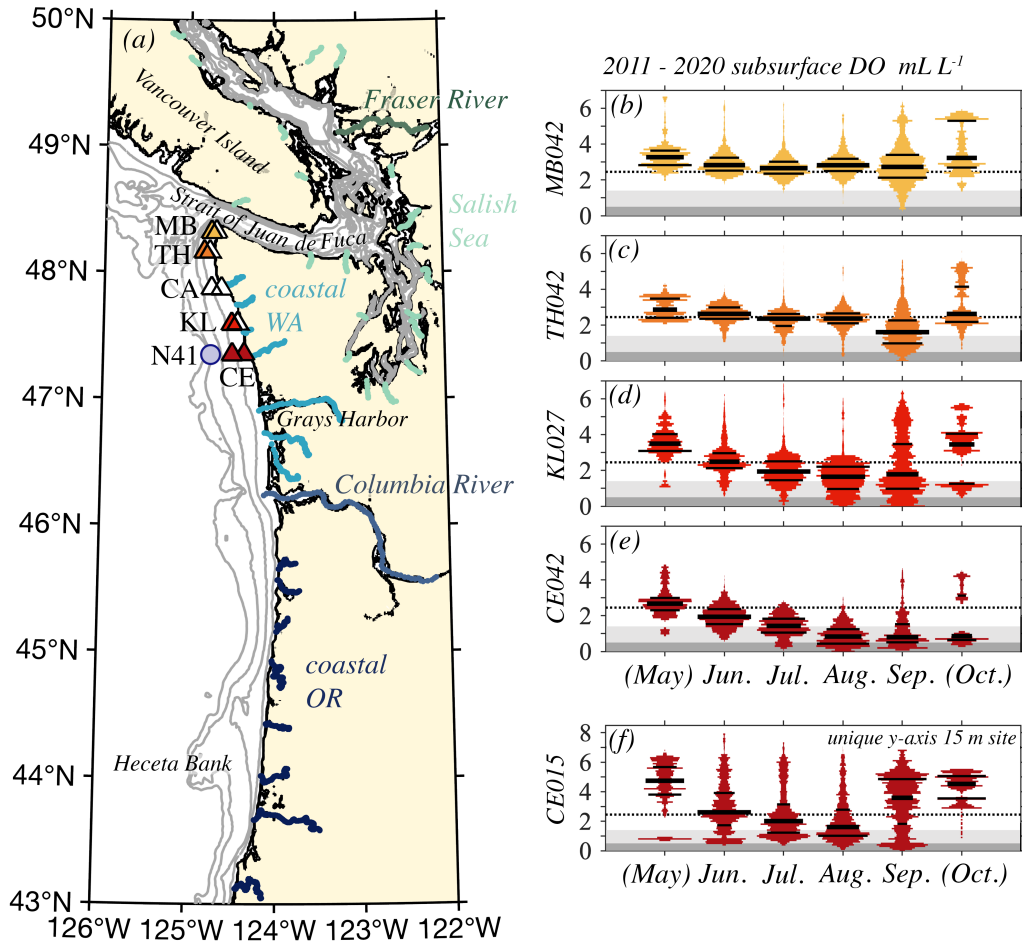 50°N
49°N
48°N
47°N
46°N
45°N
44°N
43°N
126°W 125°W 124°W 123°W 122°W
(a)
Vancouver Island
Fraser River
Strait of Juan de Fuca
Salish
Sea
MB
TH
CA
KL
N41
CE
coastal
WA
Grays Harbor
Columbia River
coastal
OR
Heceta Bank
2011 - 2020 subsurface DO mL L-1
(b)
MB042
6
4
2
0
(c)
TH042
6
4
2
0
(d)
KL027
6
4
2
0
(e)
CE042
6
4
2
0
(May) Jun. Jul. Aug. Sep. (Oct.)
(f)
unique y-axis 15 m site
CE015
8
6
4
2
0
(May) Jun. Jul. Aug. Sep. (Oct.)